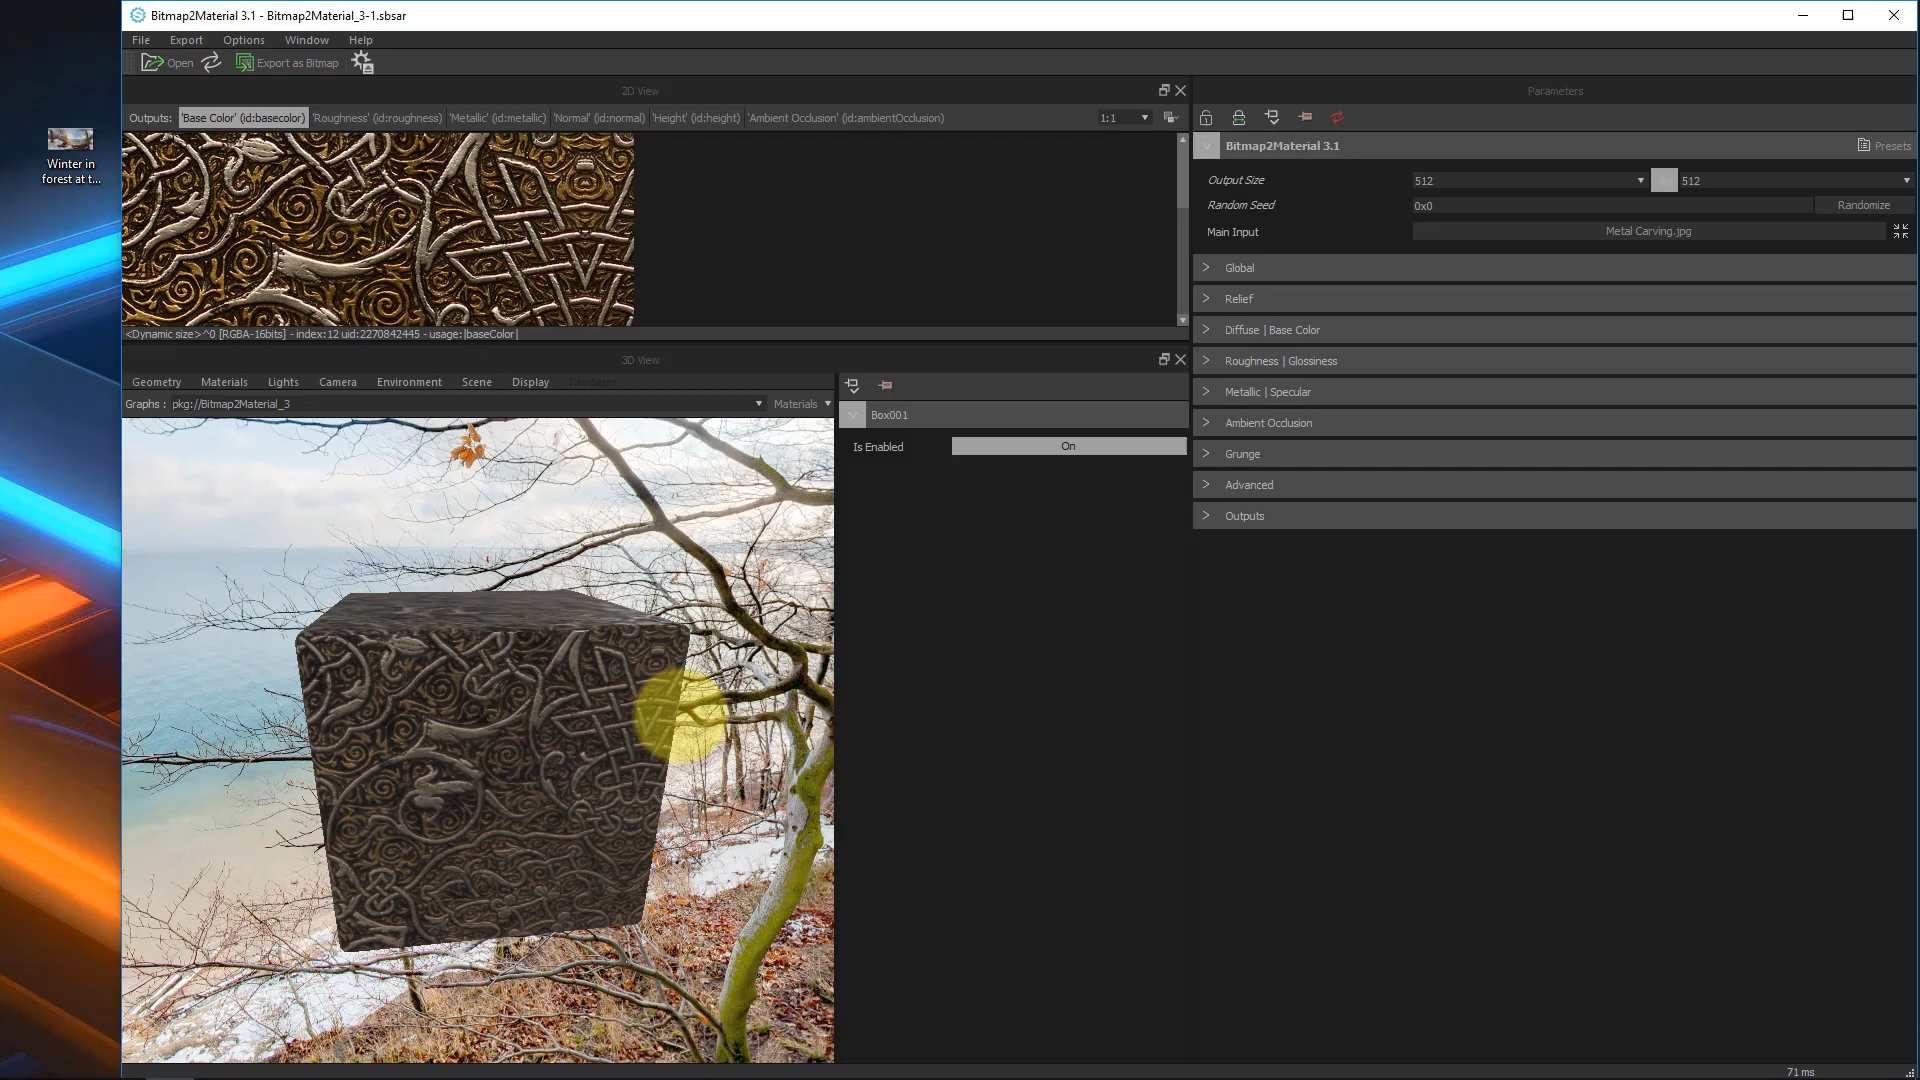 Bitmap2Material 3.1 - Bitmap2Material_3-1.sbsar
File Export Options Window Help
Open Export as Bitmap
2D View
Parameters
Outputs: 'Base Color' (id:basecolor) 'Roughness' (id:roughness) 'Metallic' (id:metallic) 'Normal' (id:normal) 'Height' (id:height) 'Ambient Occlusion' (id:ambientOcclusion) 1:1
Bitmap2Material 3.1 Presets
Winter in
forest at t...
Output Size 512 512
Random Seed 0x0 Randomize
Main Input Metal Carving.jpg
Global
Relief
Diffuse | Base Color
Roughness | Glossiness
Metallic | Specular
Ambient Occlusion
Grunge
Advanced
Outputs
<Dynamic size>^0 [RGBA-16bits] - index:12 uid:2270842445 - usage:|baseColor|
3D View
Geometry Materials Lights Camera Environment Scene Display Renderer
Graphs : pkg://Bitmap2Material_3 Materials
Box001
Is Enabled On
71 ms